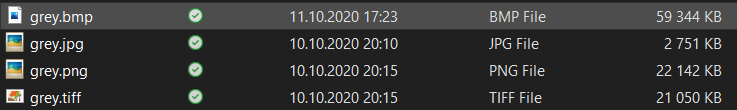 grey.bmp 11.10.2020 17:23 BMP File 59 344 KB
grey.jpg 10.10.2020 20:10 JPG File 2 751 KB
grey.png 10.10.2020 20:15 PNG File 22 142 KB
grey.tiff 10.10.2020 20:15 TIFF File 21 050 KB